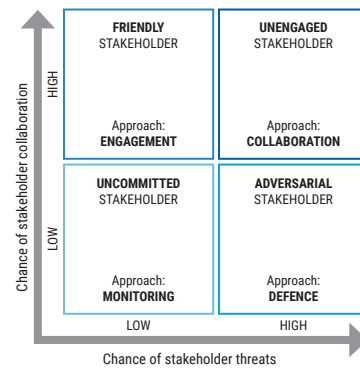 Chance of stakeholder collaboration
HIGH
LOW
FRIENDLY
STAKEHOLDER
Approach:
ENGAGEMENT
UNENGAGED
STAKEHOLDER
Approach:
COLLABORATION
UNCOMMITTED
STAKEHOLDER
Approach:
MONITORING
ADVERSARIAL
STAKEHOLDER
Approach:
DEFENCE
LOW
HIGH
Chance of stakeholder threats